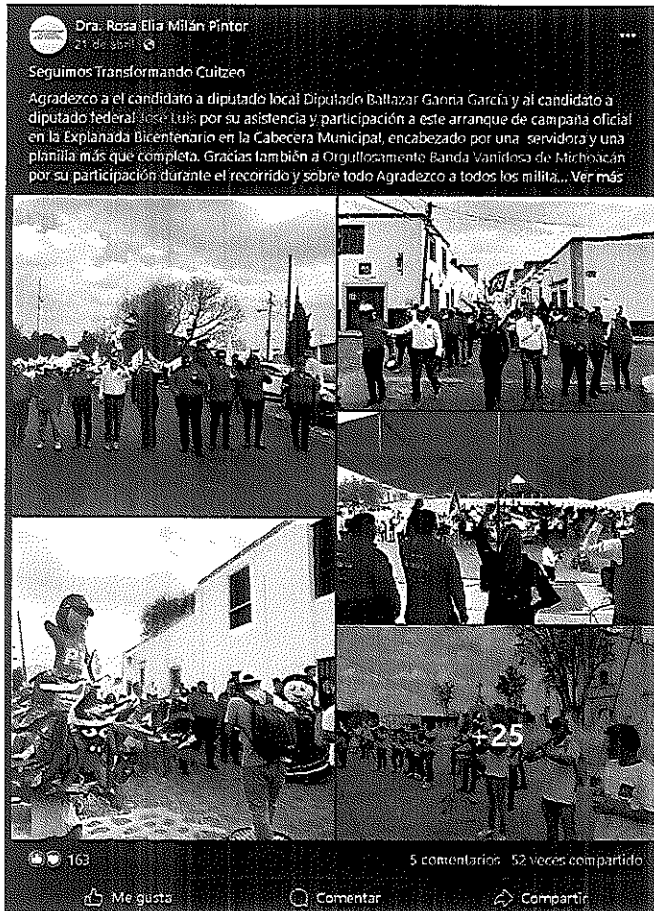 Dra. Rosa Elia Milán Pintor
21 de abril
Seguimos Transformando Cuitzeo
Agradezco a el candidato a diputado local Diputado Baltazar Gaona García y al candidato a
diputado federal Jose Luis por su asistencia y participación a este arranque de campaña oficial
en la Explanada Bicentenario en la Cabecera Municipal, encabezado por una servidora y una
planilla más que completa. Gracias también a Orgullosamente Banda Vanidosa de Michoacán
por su participación durante el recorrido y sobre todo Agradezco a todos los milita... Ver más
+25
163
5 comentarios 52 veces compartido
Me gusta
Comentar
Compartir